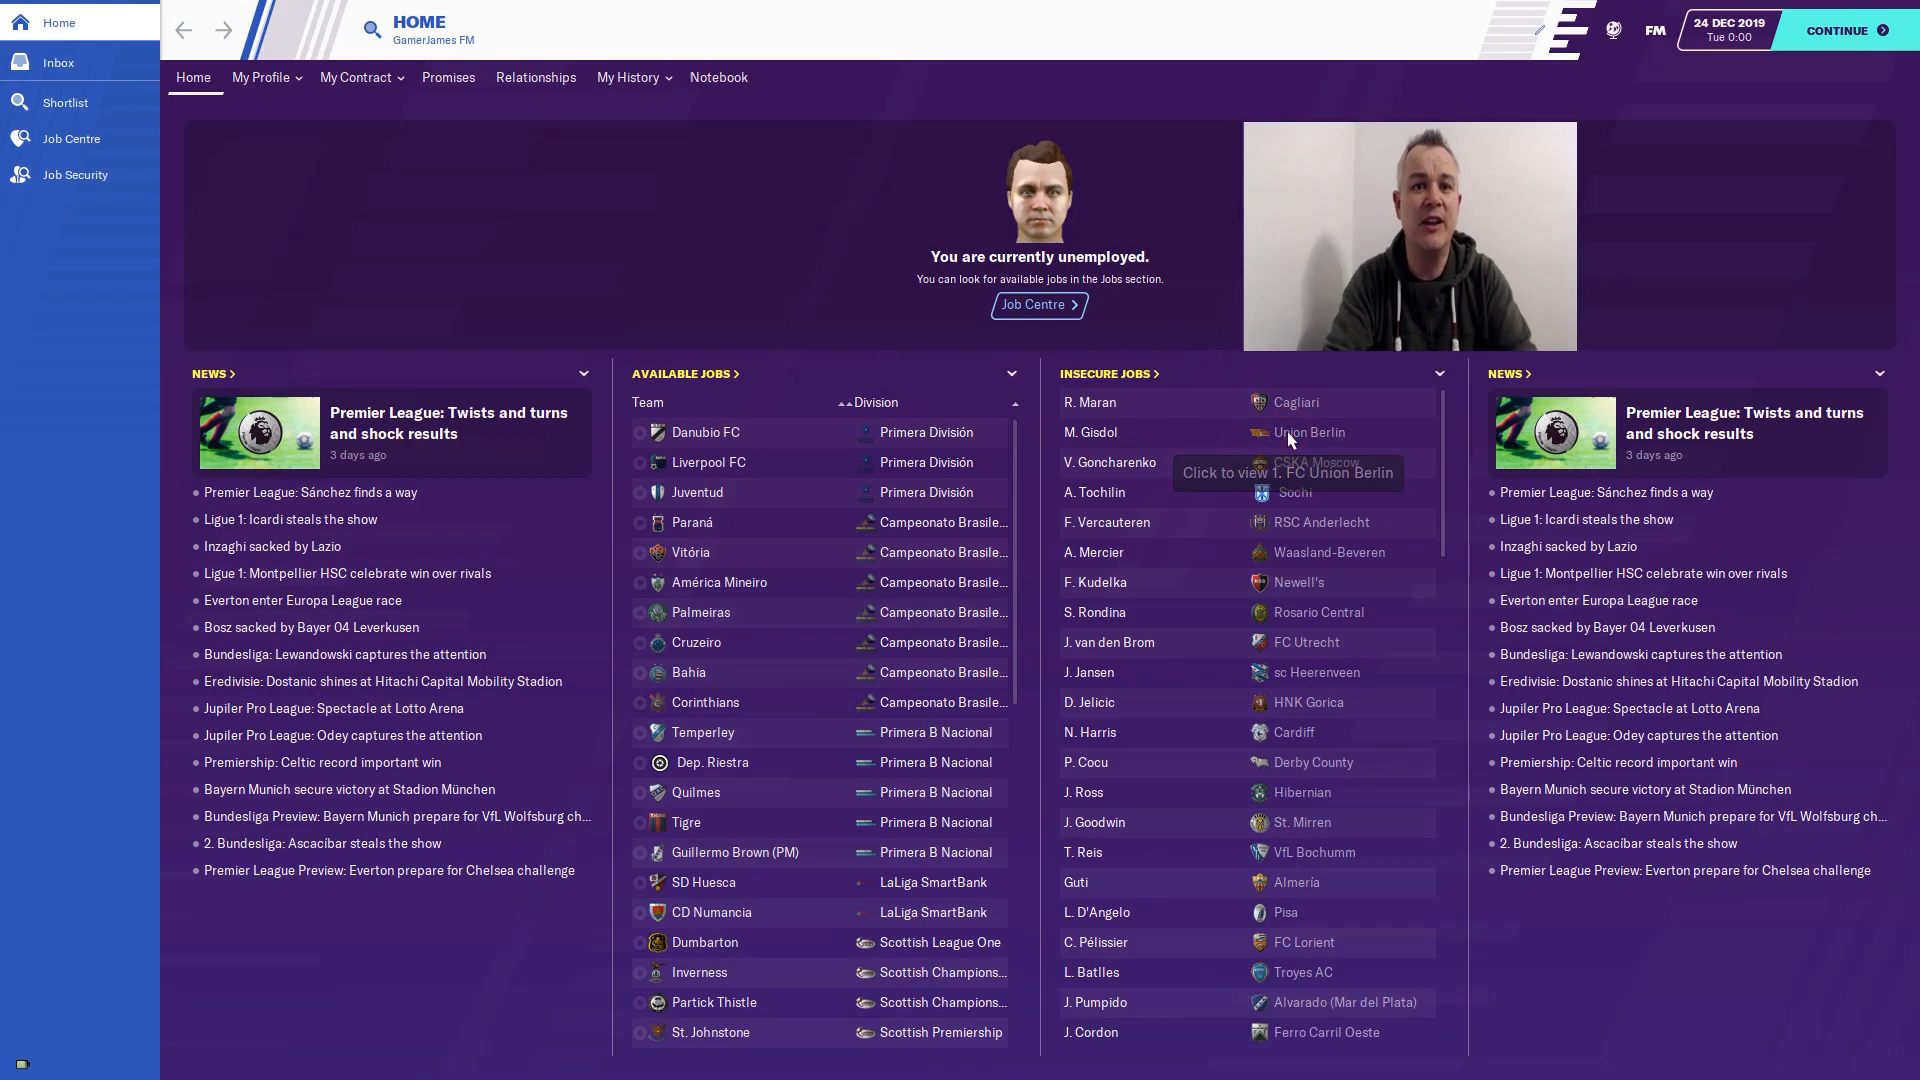 Home
Inbox
Shortlist
Job Centre
Job Security
HOME
GamerJames FM
FM
24 DEC 2019
Tue 0:00
CONTINUE
Home
My Profile
My Contract
Promises
Relationships
My History
Notebook
You are currently unemployed.
You can look for available jobs in the Jobs section.
Job Centre
NEWS
Premier League: Twists and turns
and shock results
3 days ago
Premier League: Sánchez finds a way
Ligue 1: Icardi steals the show
Inzaghi sacked by Lazio
Ligue 1: Montpellier HSC celebrate win over rivals
Everton enter Europa League race
Bosz sacked by Bayer 04 Leverkusen
Bundesliga: Lewandowski captures the attention
Eredivisie: Dostanic shines at Hitachi Capital Mobility Stadion
Jupiler Pro League: Spectacle at Lotto Arena
Jupiler Pro League: Odey captures the attention
Premiership: Celtic record important win
Bayern Munich secure victory at Stadion München
Bundesliga Preview: Bayern Munich prepare for VfL Wolfsburg ch...
2. Bundesliga: Ascacíbar steals the show
Premier League Preview: Everton prepare for Chelsea challenge
AVAILABLE JOBS
Team Division
Danubio FC Primera División
Liverpool FC Primera División
Juventud Primera División
Paraná Campeonato Brasile...
Vitória Campeonato Brasile...
América Mineiro Campeonato Brasile...
Palmeiras Campeonato Brasile...
Cruzeiro Campeonato Brasile...
Bahia Campeonato Brasile...
Corinthians Campeonato Brasile...
Temperley Primera B Nacional
Dep. Riestra Primera B Nacional
Quilmes Primera B Nacional
Tigre Primera B Nacional
Guillermo Brown (PM) Primera B Nacional
SD Huesca LaLiga SmartBank
CD Numancia LaLiga SmartBank
Dumbarton Scottish League One
Inverness Scottish Champions...
Partick Thistle Scottish Champions...
St. Johnstone Scottish Premiership
INSECURE JOBS
R. Maran Cagliari
M. Gisdol Union Berlin
V. Goncharenko CSKA Moscow
Click to view 1. FC Union Berlin
A. Tochilin Sochi
F. Vercauteren RSC Anderlecht
A. Mercier Waasland-Beveren
F. Kudelka Newell's
S. Rondina Rosario Central
J. van den Brom FC Utrecht
J. Jansen sc Heerenveen
D. Jelicic HNK Gorica
N. Harris Cardiff
P. Cocu Derby County
J. Ross Hibernian
J. Goodwin St. Mirren
T. Reis VfL Bochumm
Guti Almería
L. D'Angelo Pisa
C. Pélissier FC Lorient
L. Batlles Troyes AC
J. Pumpido Alvarado (Mar del Plata)
J. Cordon Ferro Carril Oeste
NEWS
Premier League: Twists and turns
and shock results
3 days ago
Premier League: Sánchez finds a way
Ligue 1: Icardi steals the show
Inzaghi sacked by Lazio
Ligue 1: Montpellier HSC celebrate win over rivals
Everton enter Europa League race
Bosz sacked by Bayer 04 Leverkusen
Bundesliga: Lewandowski captures the attention
Eredivisie: Dostanic shines at Hitachi Capital Mobility Stadion
Jupiler Pro League: Spectacle at Lotto Arena
Jupiler Pro League: Odey captures the attention
Premiership: Celtic record important win
Bayern Munich secure victory at Stadion München
Bundesliga Preview: Bayern Munich prepare for VfL Wolfsburg ch...
2. Bundesliga: Ascacíbar steals the show
Premier League Preview: Everton prepare for Chelsea challenge